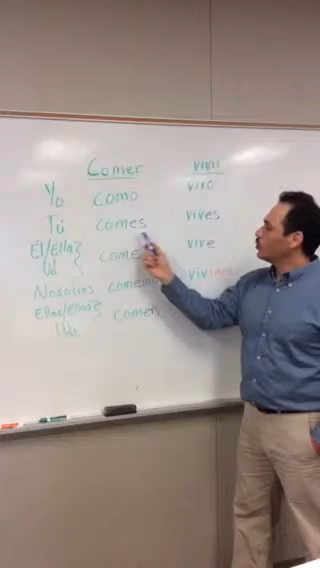 Comer vivir
Yo como vivo
Tú comes vives
Él/Ella come vive
Ud
Nosotros comemos vivimos
Ellos/Ellas comen
Uds